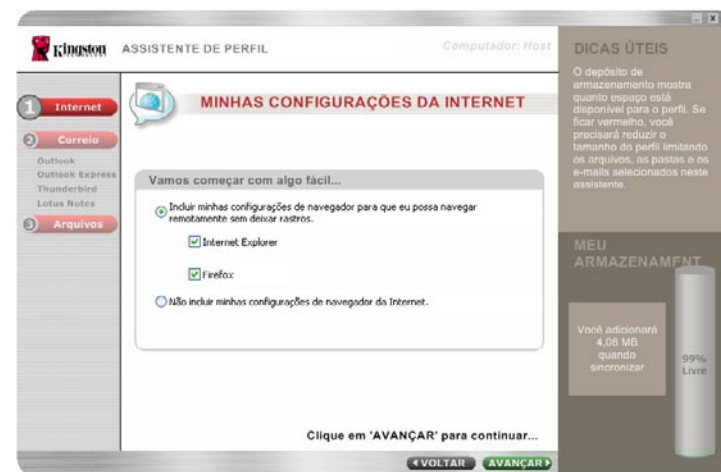 Kingston
ASSISTENTE DE PERFIL
Computador: Host
1 Internet
2 Correio
Outlook
Outlook Express
Thunderbird
Lotus Notes
3 Arquivos
MINHAS CONFIGURAÇÕES DA INTERNET
Vamos começar com algo fácil...
Incluir minhas configurações de navegador para que eu possa navegar
remotamente sem deixar rastros.
Internet Explorer
Firefox
Não incluir minhas configurações de navegador da Internet.
Clique em 'AVANÇAR' para continuar...
VOLTAR
AVANÇAR
DICAS ÚTEIS
O depósito de
armazenamento mostra
quanto espaço está
disponível para o perfil. Se
ficar vermelho, você
precisará reduzir o
tamanho do perfil limitando
os arquivos, as pastas e os
e-mails selecionados neste
assistente.
MEU
ARMAZENAMENT
Você adicionará
4,08 MB
quando
sincronizar
99%
Livre